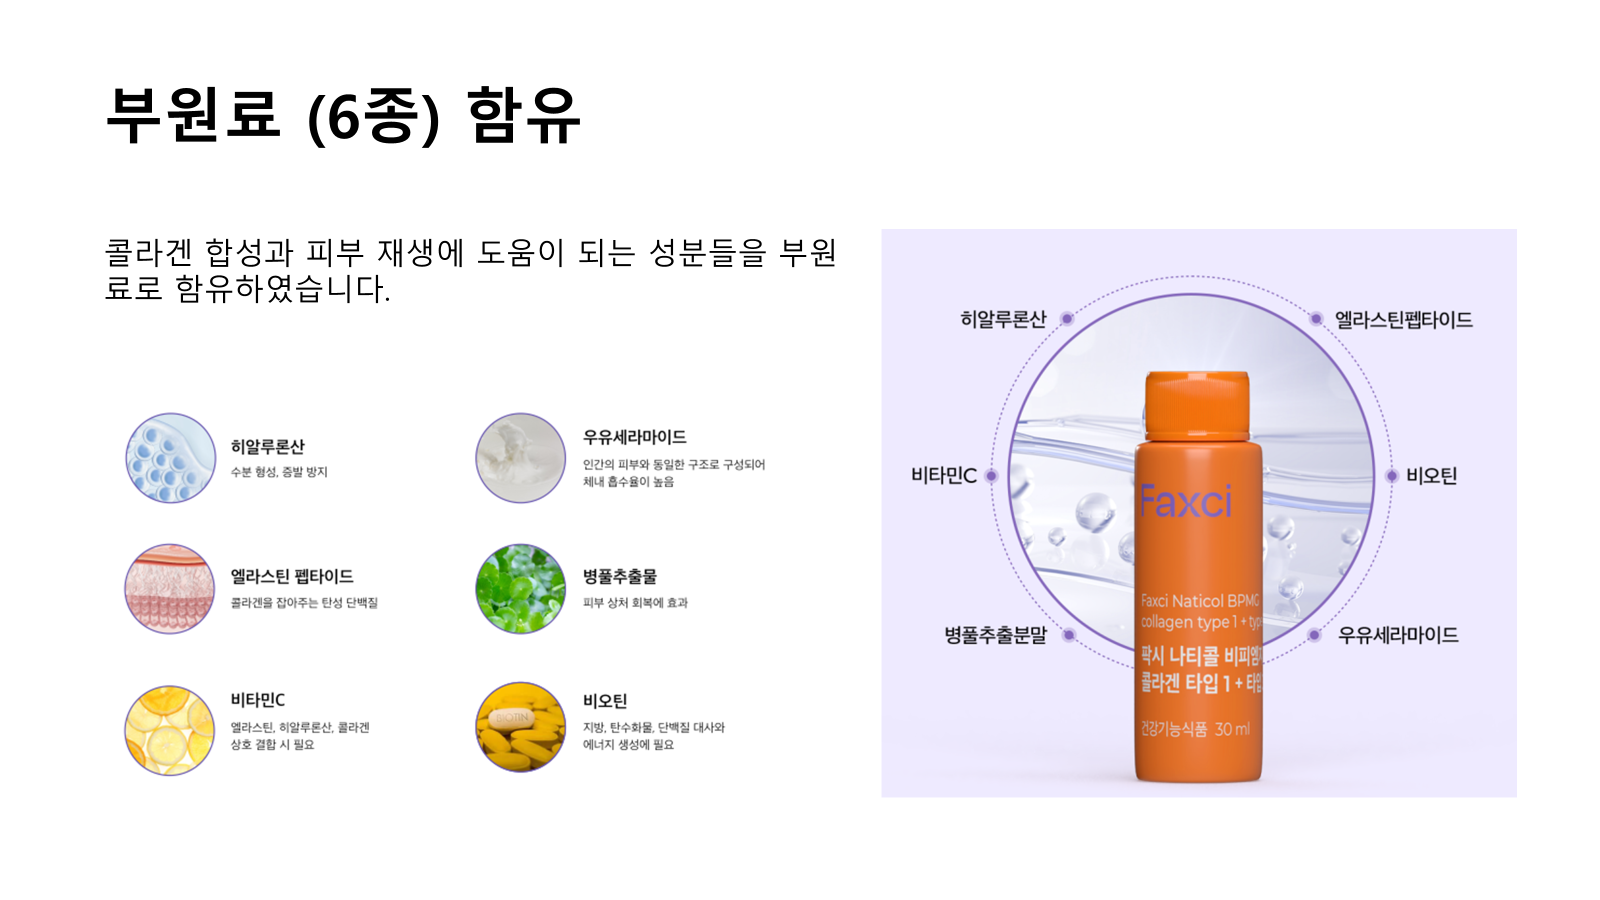 부원료 (6종) 함유
콜라겐 합성과 피부 재생에 도움이 되는 성분들을 부원
료로 함유하였습니다.
히알루론산
수분 형성, 증발 방지
우유세라마이드
인간의 피부와 동일한 구조로 구성되어
체내 흡수율이 높음
엘라스틴 펩타이드
콜라겐을 잡아주는 탄성 단백질
병풀추출물
피부 상처 회복에 효과
비타민C
엘라스틴, 히알루론산, 콜라겐
상호 결합 시 필요
BIOTIN
비오틴
지방, 탄수화물, 단백질 대사와
에너지 생성에 필요
히알루론산
엘라스틴펩타이드
비타민C
비오틴
병풀추출분말
우유세라마이드
Faxci
Faxci Naticol BPMG
collagen type 1 + typ
팍시 나티콜 비피엠
콜라겐 타입 1 + 타입
건강기능식품 30 ml